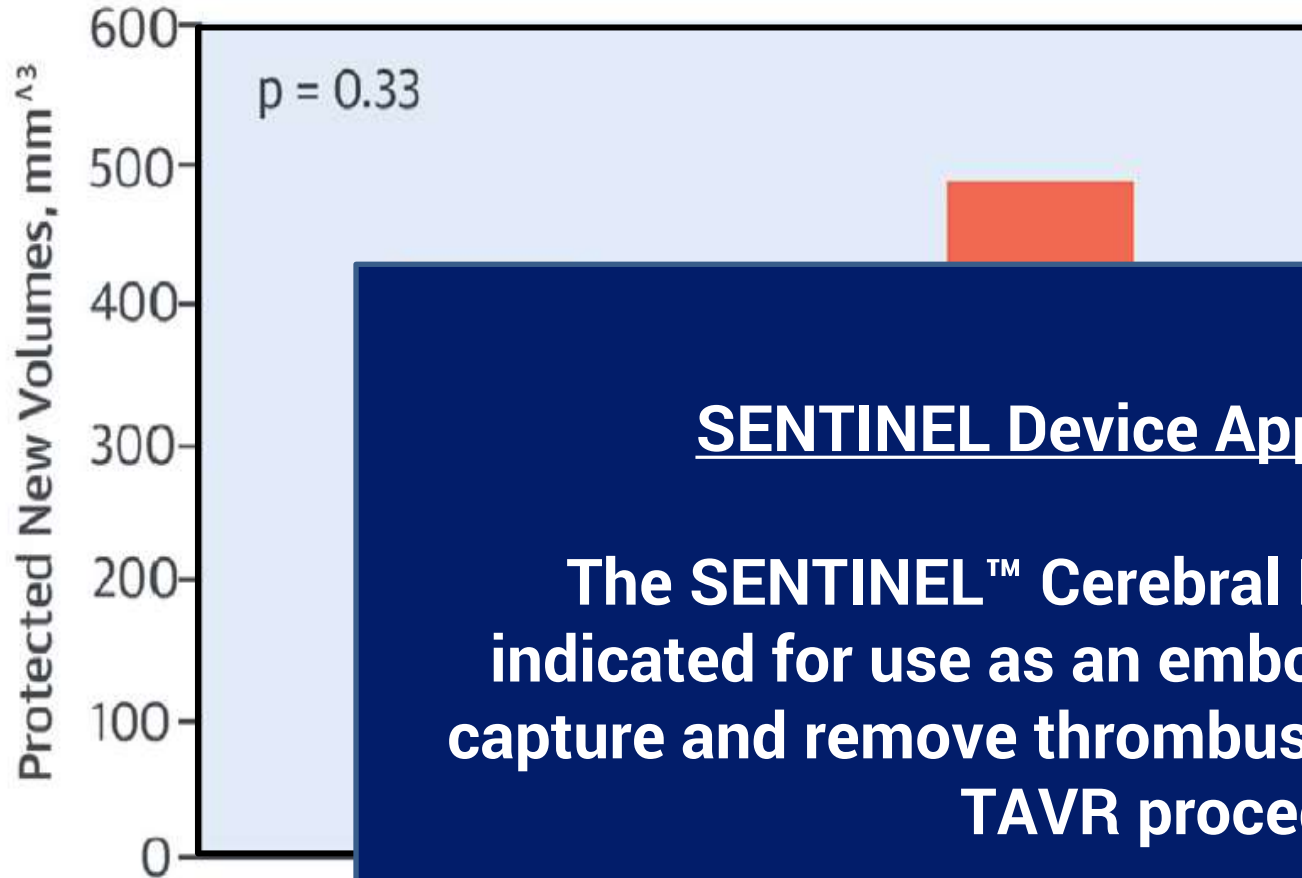 600
p = 0.33
500
400
300
200
100
0
Protected New Volumes, mm^3
SENTINEL Device App
The SENTINEL™ Cerebral
indicated for use as an embo
capture and remove thrombus
TAVR proce